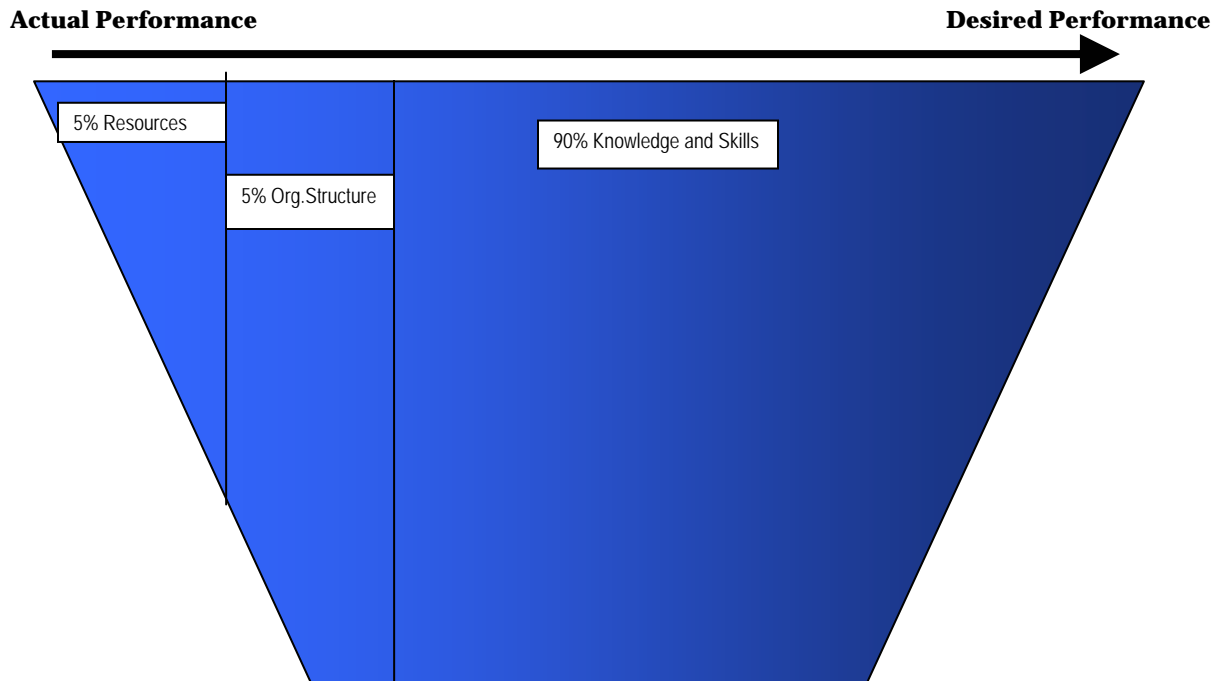 Actual Performance
Desired Performance
5% Resources
90% Knowledge and Skills
5% Org.Structure